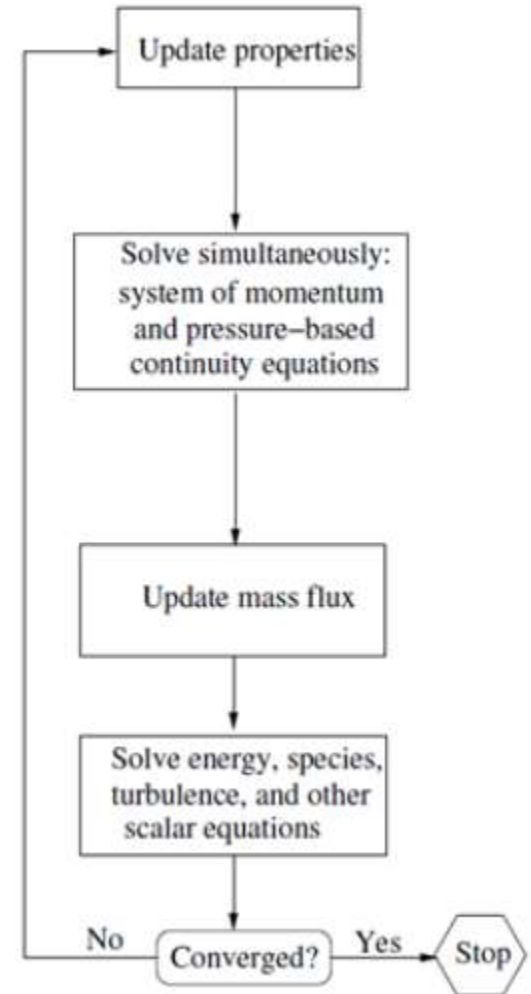 Update properties
Solve simultaneously:
system of momentum
and pressure–based
continuity equations
Update mass flux
Solve energy, species,
turbulence, and other
scalar equations
No
Converged?
Yes
Stop